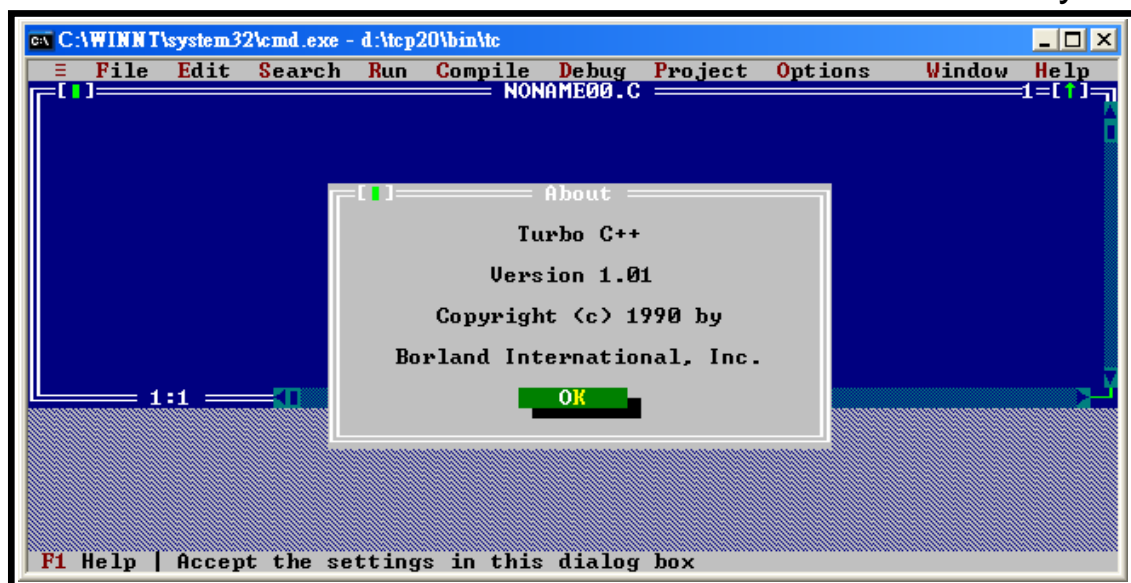 y
C:\WINNT\system32\cmd.exe - d:\tcp20\bin\tc
≡ File Edit Search Run Compile Debug Project Options Window Help
[■] NONAME00.C 1=[↑]
[■] About
Turbo C++
Version 1.01
Copyright (c) 1990 by
Borland International, Inc.
OK
1:1
F1 Help | Accept the settings in this dialog box